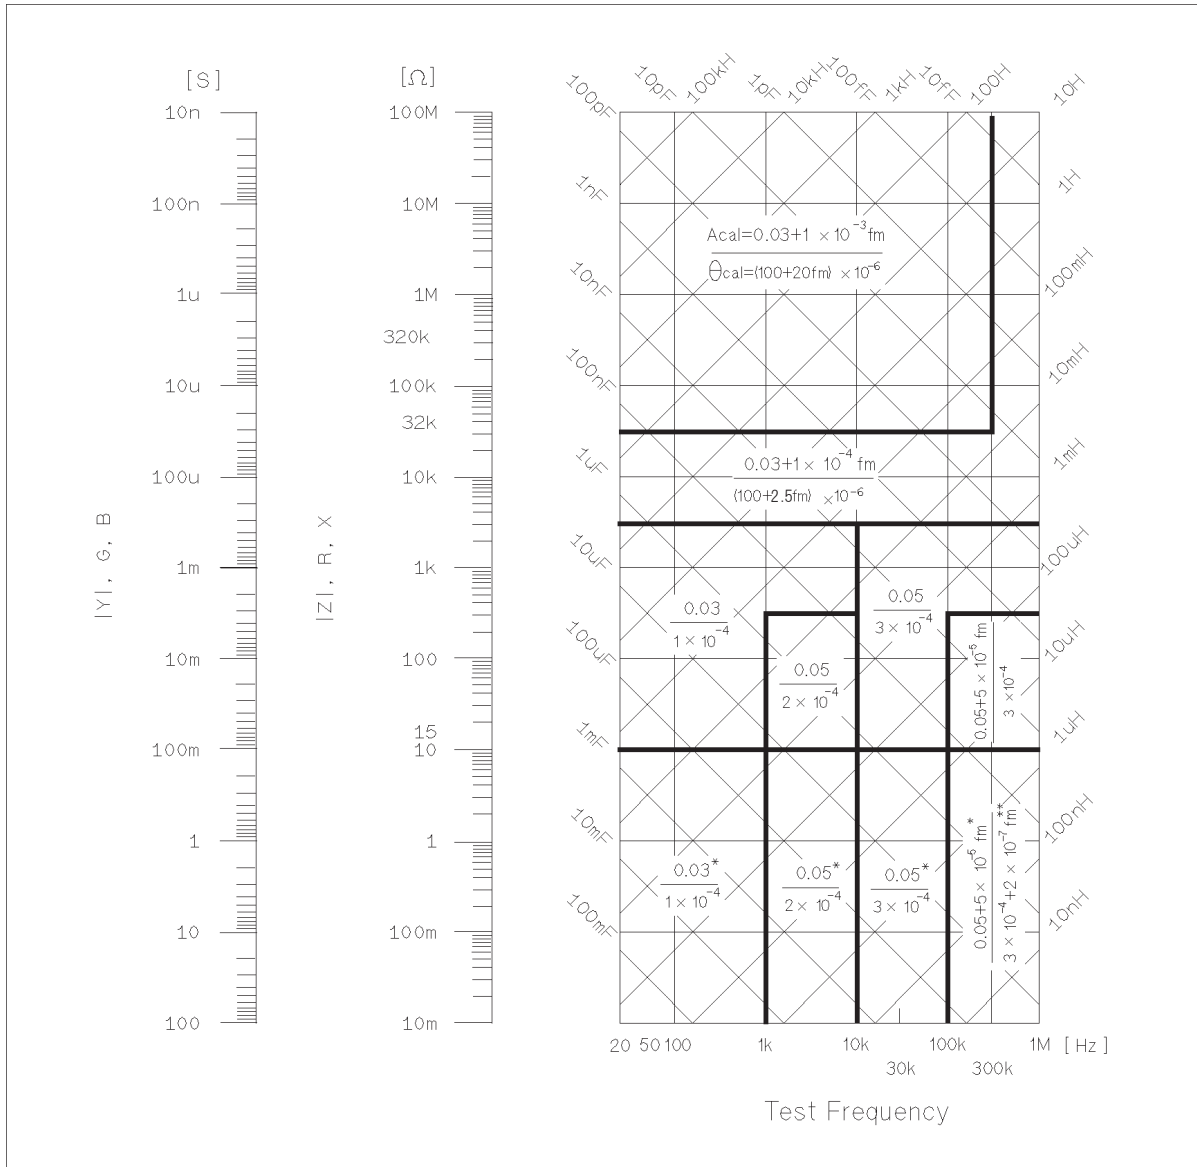 [S]
[Ω]
10n
100n
1u
10u
100u
1m
10m
100m
1
10
100
|Y|, G, B
100M
10M
1M
320k
100k
32k
10k
1k
100
15
10
1
100m
10m
|Z|, R, X
100pF
10pF
100kH
1pF
10kH
100fF
1kH
10fF
100H
10H
1nF
10nF
100nF
1uF
10uF
100uF
1mF
10mF
100mF
1H
100mH
10mH
1mH
100uH
10uH
1uH
100nH
10nH
Acal=0.03+1 × 10⁻³fm
θcal=(100+20fm) × 10⁻⁶
0.03+1 × 10⁻⁴ fm
(100+2.5fm) ×10⁻⁶
0.03
1 × 10⁻⁴
0.05
2 × 10⁻⁴
0.05
3 × 10⁻⁴
0.05+5 × 10⁻⁵ fm
3 ×10⁻⁴
0.03*
1 × 10⁻⁴
0.05*
2 × 10⁻⁴
0.05*
3 × 10⁻⁴
0.05+5 × 10⁻⁵ fm*
3 × 10⁻⁴+2 × 10⁻⁷ fm**
20 50 100 1k 10k 100k 1M [Hz]
30k 300k
Test Frequency